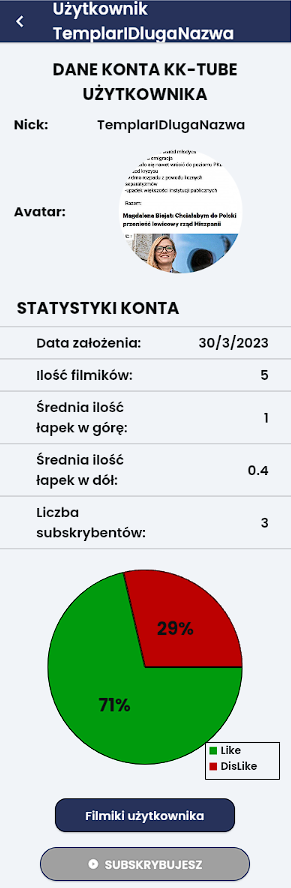 Użytkownik
TemplarIDlugaNazwa
DANE KONTA KK-TUBE
UŻYTKOWNIKA
Nick: TemplarIDlugaNazwa
Avatar:
emigracja
Razem:
Magdalena Biejat: Chciałabym do Polski
przenieść lewicowy rząd Hiszpanii
STATYSTYKI KONTA
Data założenia: 30/3/2023
Ilość filmików: 5
Średnia ilość
łapek w górę: 1
Średnia ilość
łapek w dół: 0.4
Liczba
subskrybentów: 3
29%
71%
Like
DisLike
Filmiki użytkownika
SUBSKRYBUJESZ